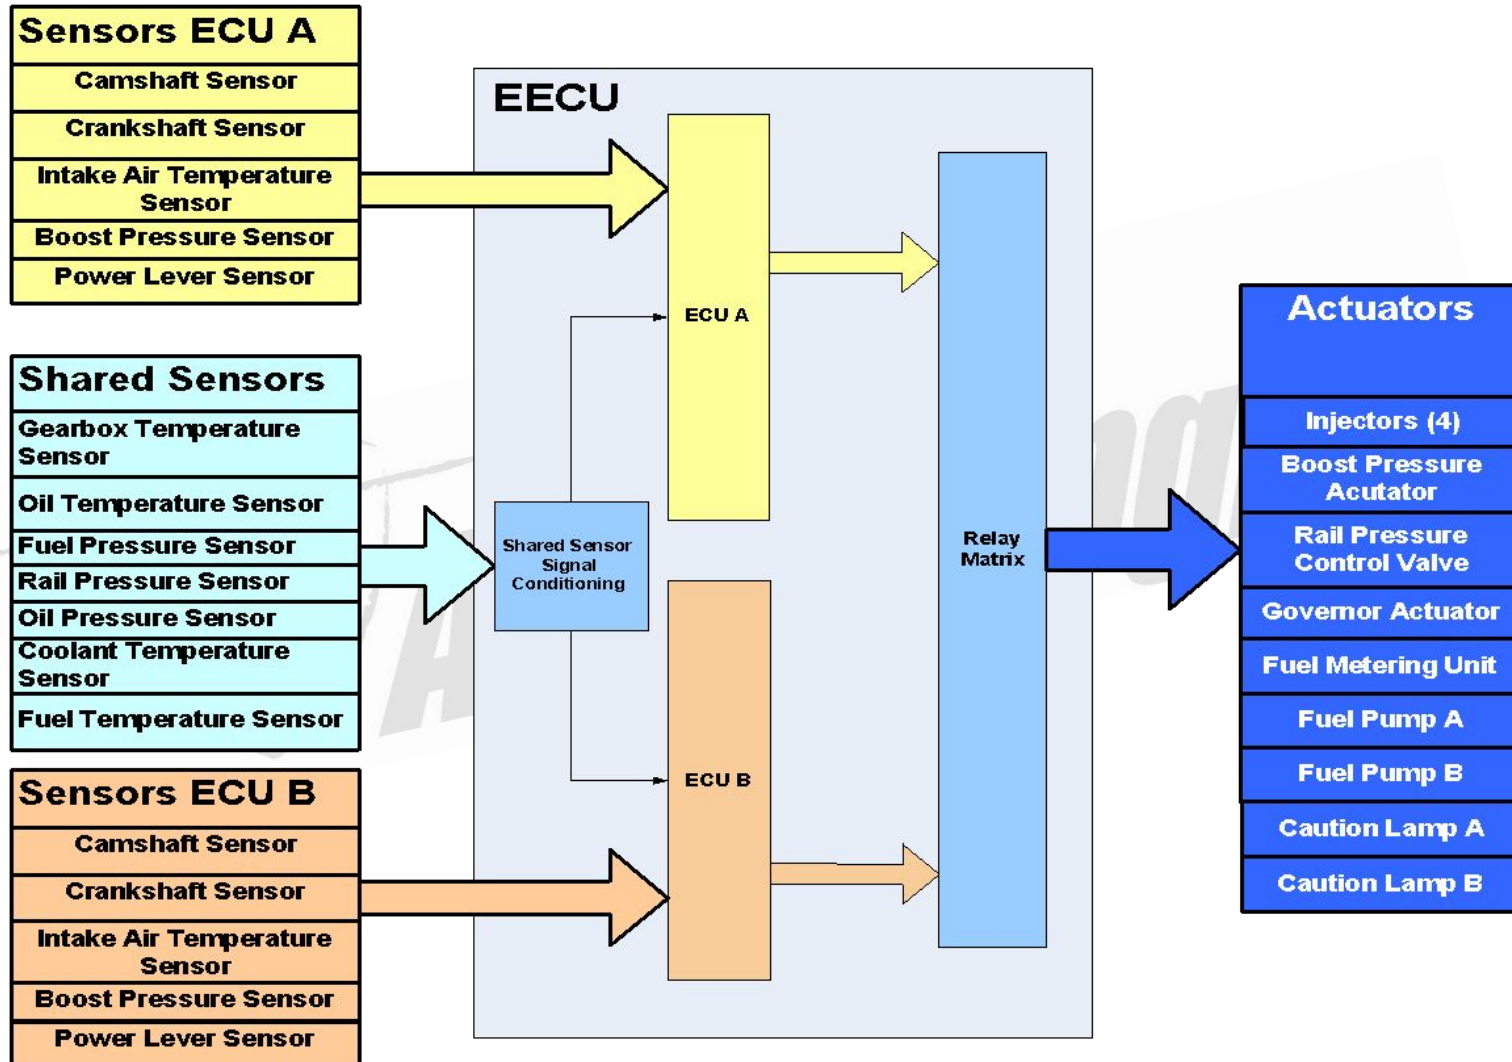 Sensors ECU A
Camshaft Sensor
Crankshaft Sensor
Intake Air Temperature
Sensor
Boost Pressure Sensor
Power Lever Sensor
Shared Sensors
Gearbox Temperature
Sensor
Oil Temperature Sensor
Fuel Pressure Sensor
Rail Pressure Sensor
Oil Pressure Sensor
Coolant Temperature
Sensor
Fuel Temperature Sensor
Sensors ECU B
Camshaft Sensor
Crankshaft Sensor
Intake Air Temperature
Sensor
Boost Pressure Sensor
Power Lever Sensor
EECU
ECU A
Shared Sensor
Signal
Conditioning
ECU B
Relay
Matrix
Actuators
Injectors (4)
Boost Pressure
Acutator
Rail Pressure
Control Valve
Governor Actuator
Fuel Metering Unit
Fuel Pump A
Fuel Pump B
Caution Lamp A
Caution Lamp B